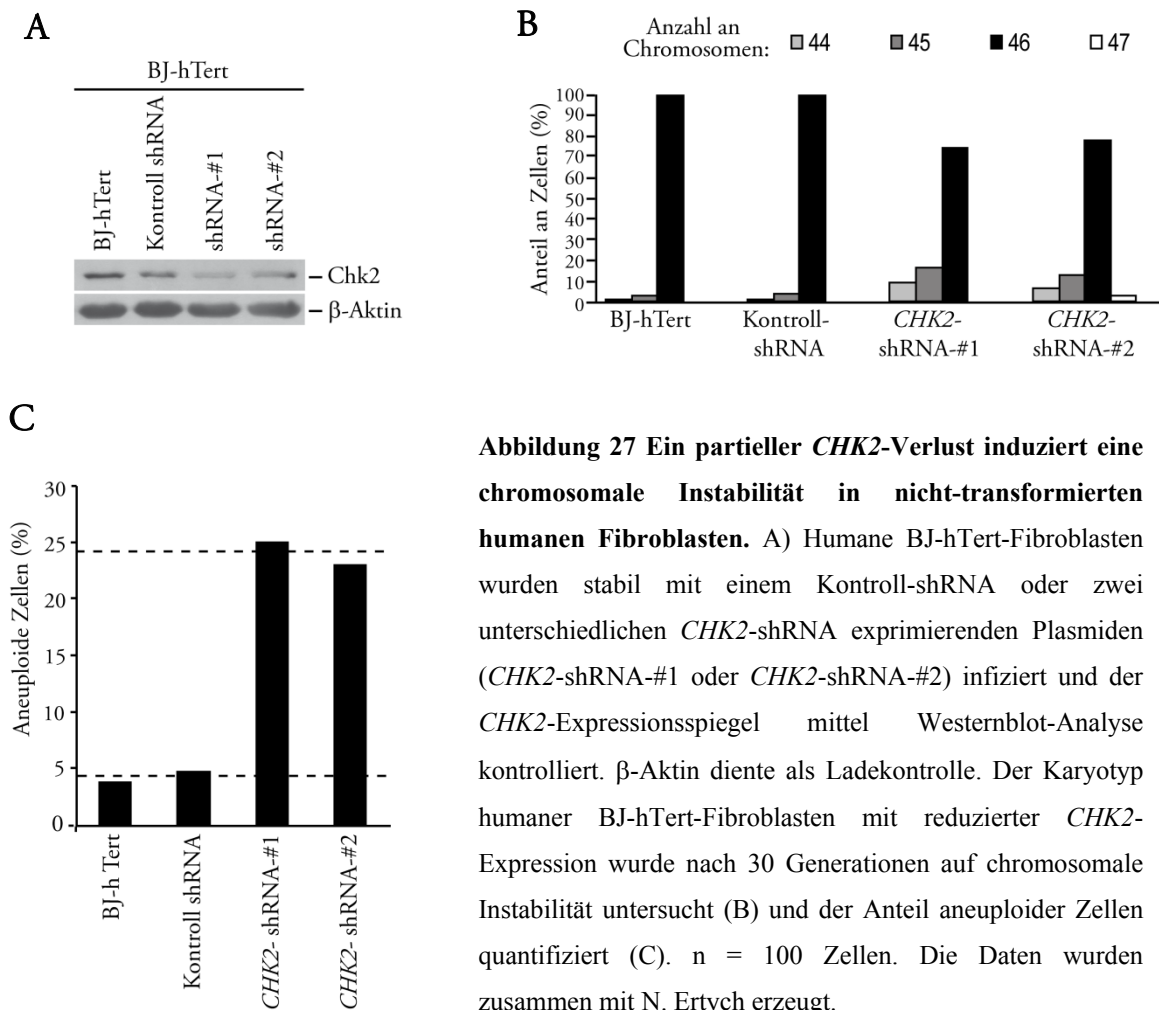 A
BJ-hTert
BJ-hTert
Kontroll shRNA
shRNA-#1
shRNA-#2
– Chk2
– β-Aktin
B
Anzahl an
Chromosomen:
44
45
46
47
Anteil an Zellen (%)
100
90
80
70
60
50
40
30
20
10
0
BJ-hTert
Kontroll-
shRNA
CHK2-
shRNA-#1
CHK2-
shRNA-#2
C
Aneuploide Zellen (%)
30
25
20
15
10
5
0
BJ-h Tert
Kontroll shRNA
CHK2- shRNA-#1
CHK2- shRNA-#2
Abbildung 27 Ein partieller CHK2-Verlust induziert eine
chromosomale Instabilität in nicht-transformierten
humanen Fibroblasten. A) Humane BJ-hTert-Fibroblasten
wurden stabil mit einem Kontroll-shRNA oder zwei
unterschiedlichen CHK2-shRNA exprimierenden Plasmiden
(CHK2-shRNA-#1 oder CHK2-shRNA-#2) infiziert und der
CHK2-Expressionsspiegel mittel Westernblot-Analyse
kontrolliert. β-Aktin diente als Ladekontrolle. Der Karyotyp
humaner BJ-hTert-Fibroblasten mit reduzierter CHK2-
Expression wurde nach 30 Generationen auf chromosomale
Instabilität untersucht (B) und der Anteil aneuploider Zellen
quantifiziert (C). n = 100 Zellen. Die Daten wurden
zusammen mit N. Ertych erzeugt.